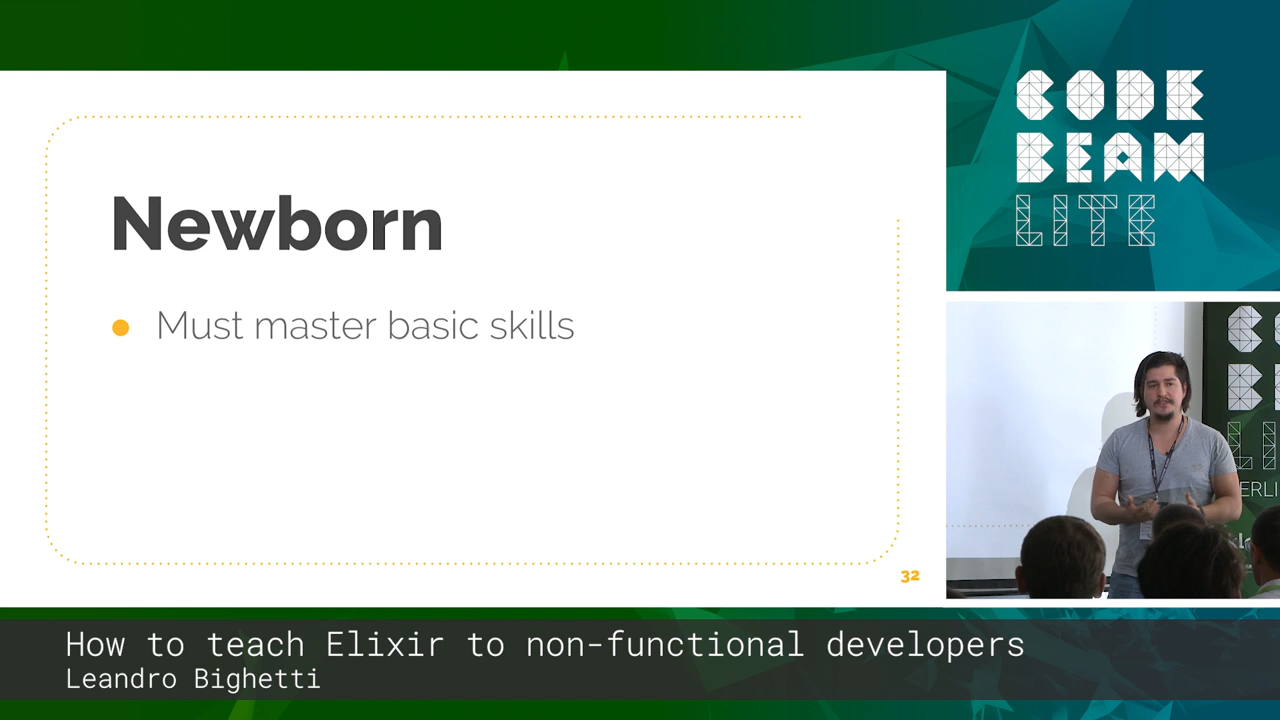 CODE
BEAM
LITE
Newborn
Must master basic skills
32
How to teach Elixir to non-functional developers
Leandro Bighetti